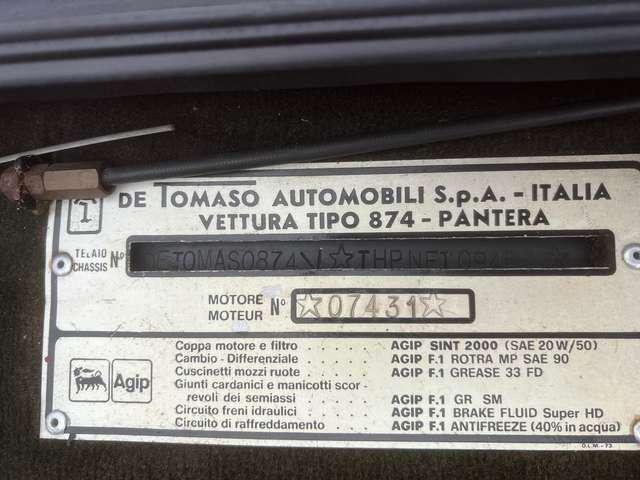 DE TOMASO AUTOMOBILI S.p.A. - ITALIA
VETTURA TIPO 874 - PANTERA
T
TELAIO CHASSIS N°
MOTORE MOTEUR N° ☆07431☆
Coppa motore e filtro . . . . . AGIP SINT 2000 (SAE 20 W/50)
Cambio - Differenziale . . . . . AGIP F.1 ROTRA MP SAE 90
Cuscinetti mozzi ruote . . . . . AGIP F.1 GREASE 33 FD
Giunti cardanici e manicotti scor-
revoli dei semiassi . . . . . AGIP F.1 GR SM
Circuito freni idraulici . . . . . AGIP F.1 BRAKE FLUID Super HD
Circuito di raffreddamento . . . . . AGIP F.1 ANTIFREEZE (40% in acqua)
Agip
D.L.M.-73